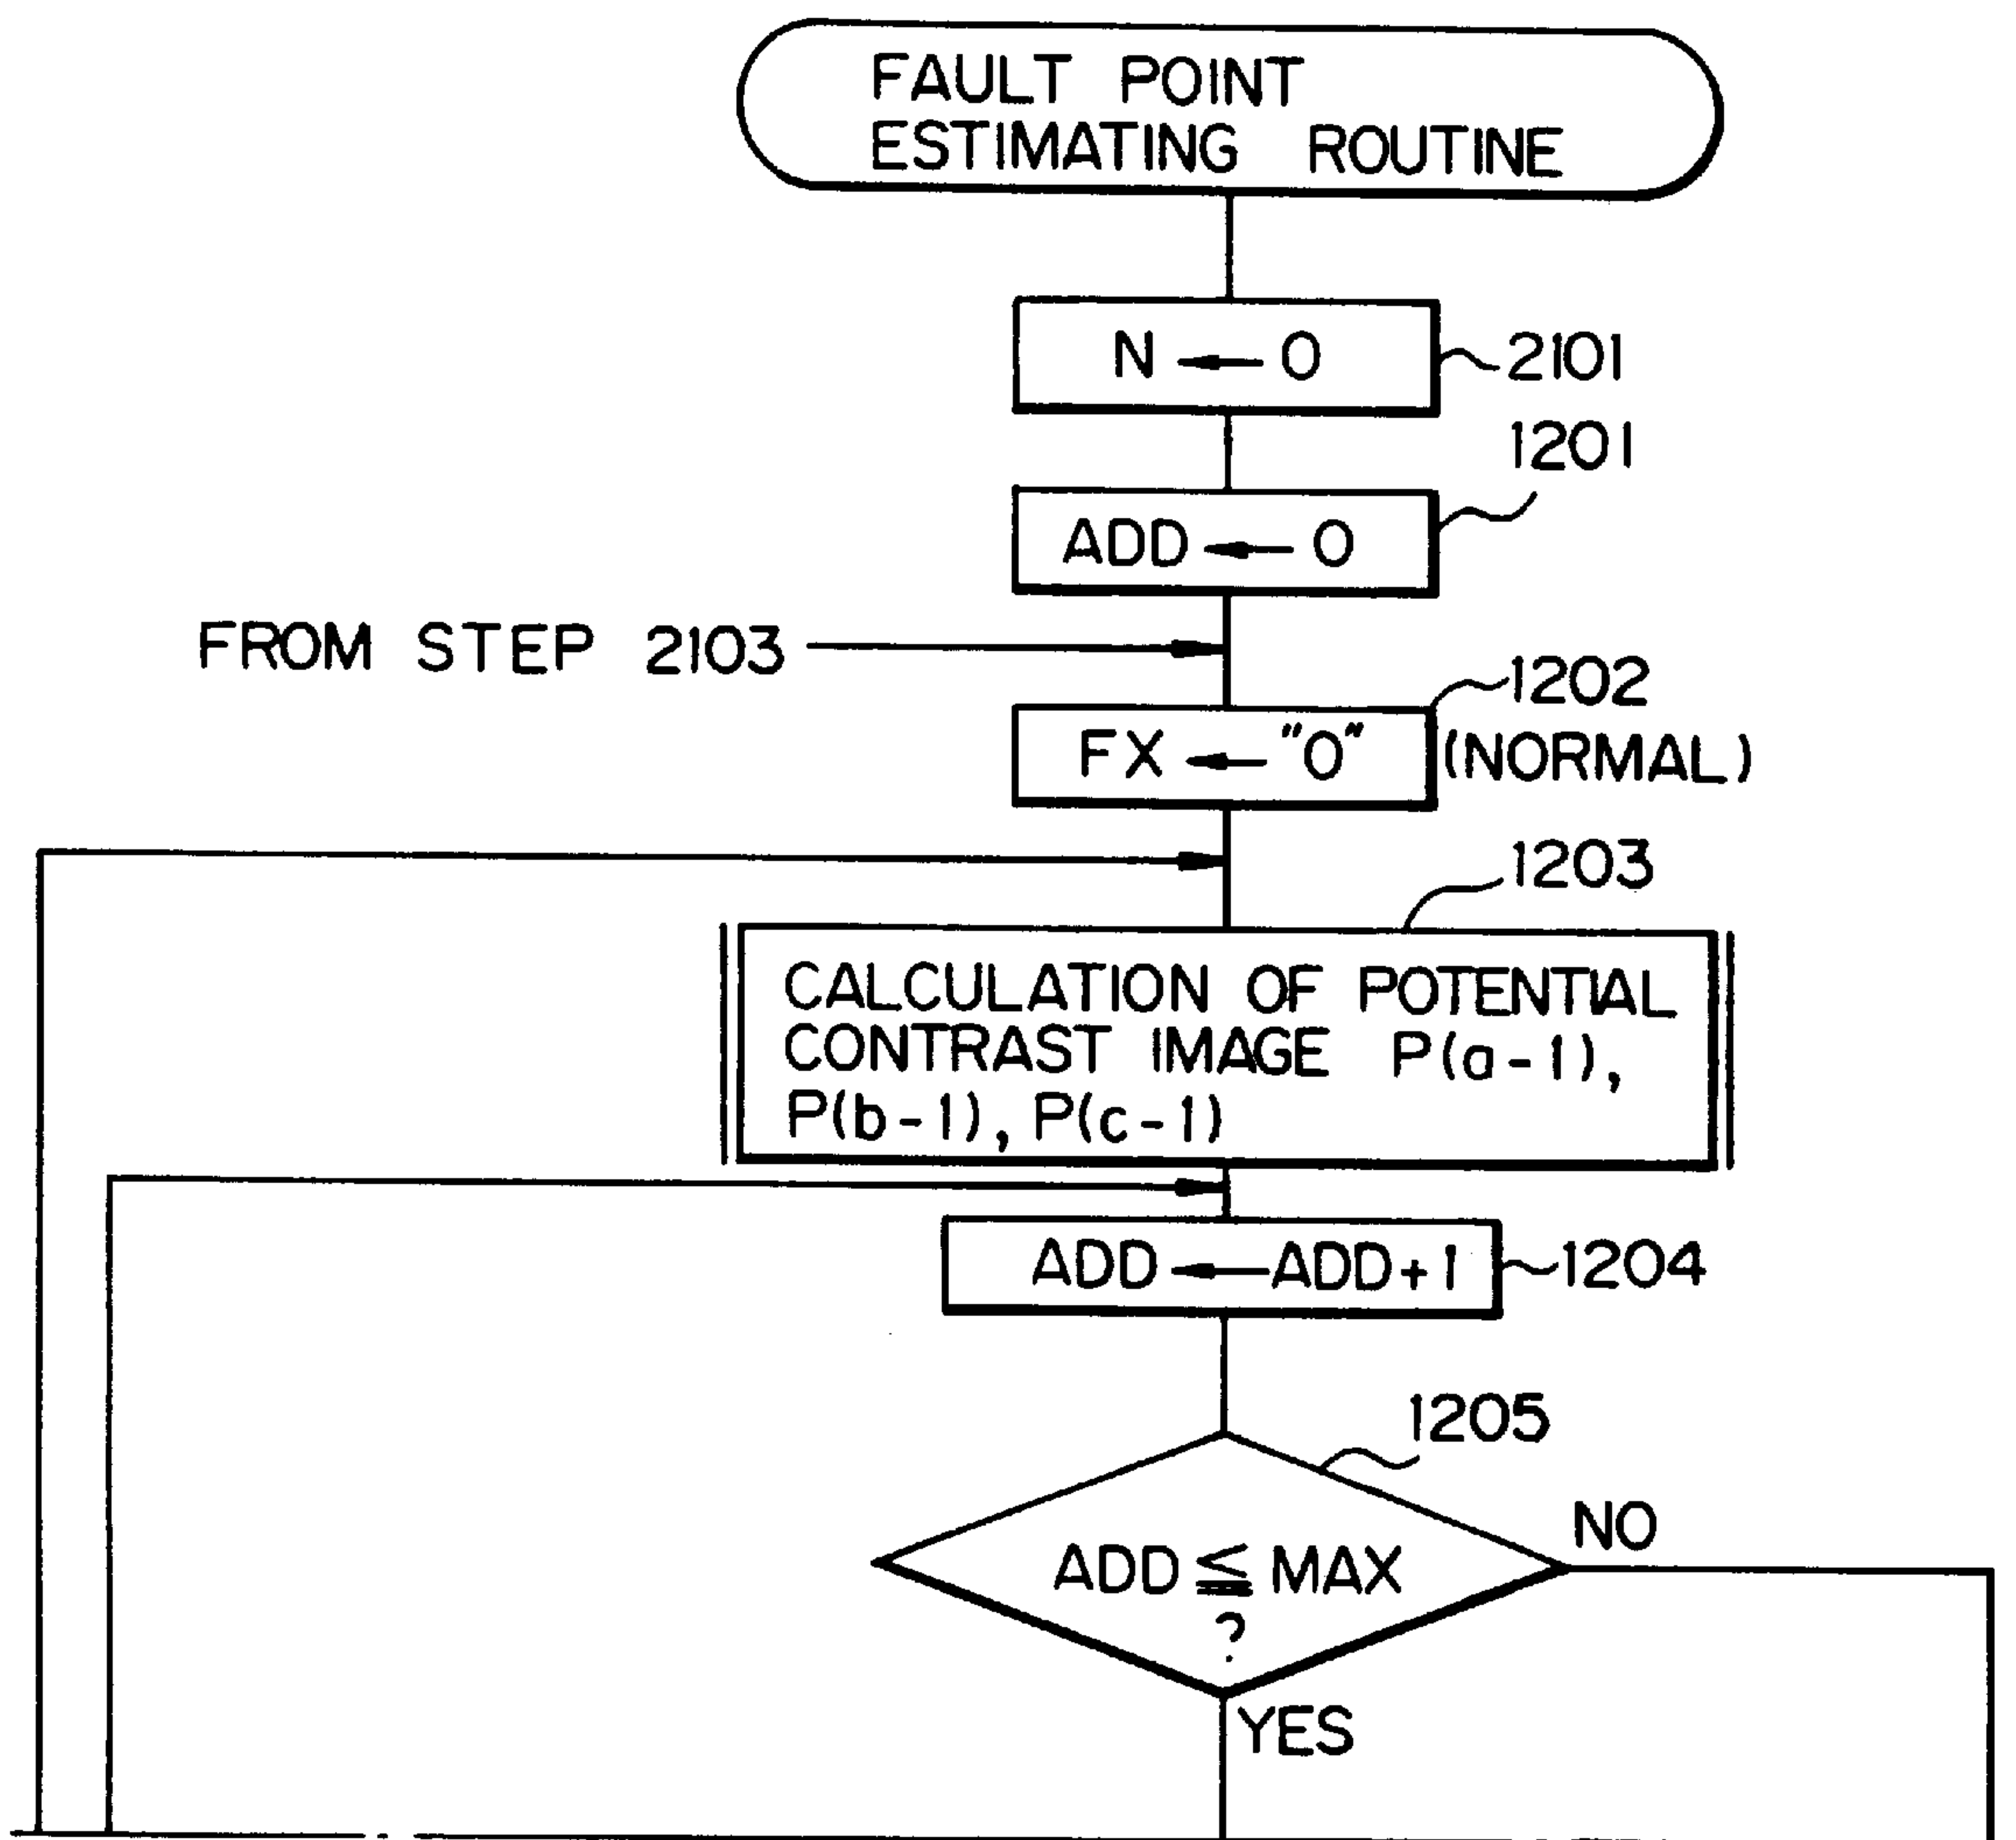 FAULT POINT
ESTIMATING ROUTINE
N ← 0
2101
1201
ADD ← 0
FROM STEP 2103
1202
FX ← "0"
(NORMAL)
1203
CALCULATION OF POTENTIAL
CONTRAST IMAGE P(a-1),
P(b-1), P(c-1)
ADD ← ADD+1
1204
1205
NO
ADD ≦ MAX
?
YES